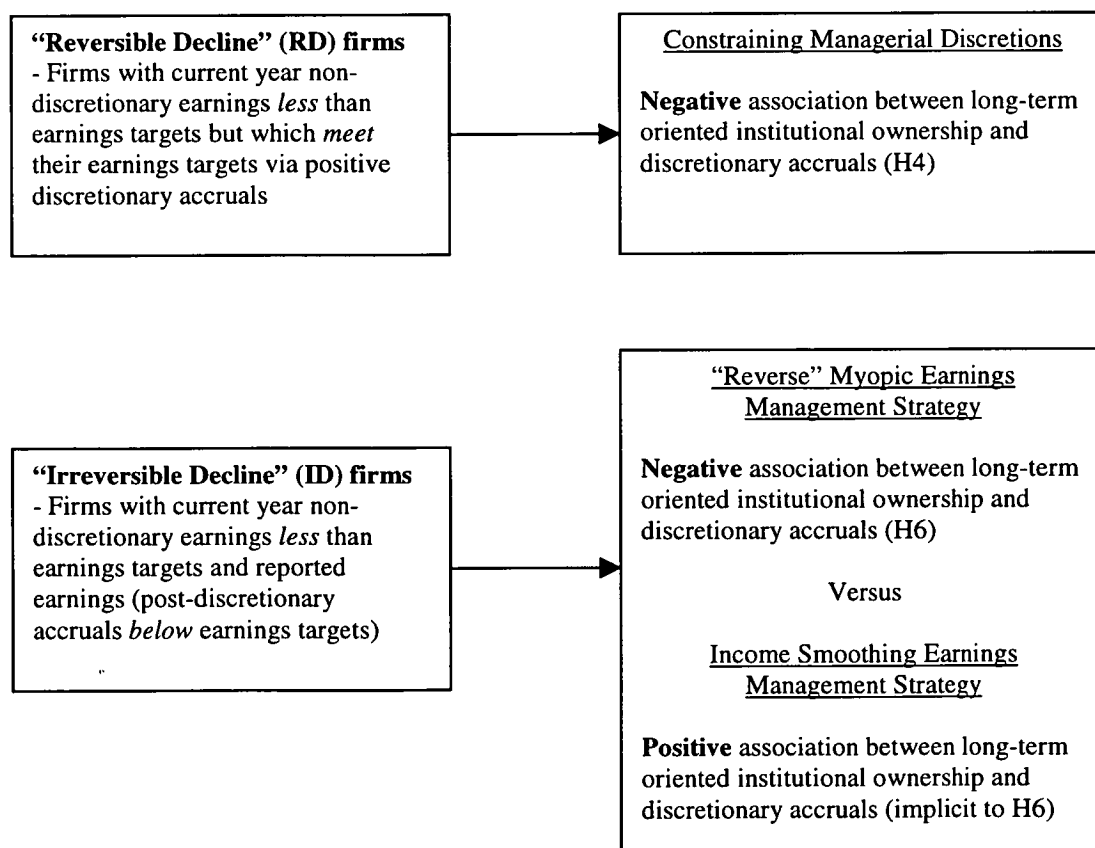 “Reversible Decline” (RD) firms
- Firms with current year non-
discretionary earnings less than
earnings targets but which meet
their earnings targets via positive
discretionary accruals
Constraining Managerial Discretions
Negative association between long-term
oriented institutional ownership and
discretionary accruals (H4)
“Irreversible Decline” (ID) firms
- Firms with current year non-
discretionary earnings less than
earnings targets and reported
earnings (post-discretionary
accruals below earnings targets)
“Reverse” Myopic Earnings
Management Strategy
Negative association between long-term
oriented institutional ownership and
discretionary accruals (H6)
Versus
Income Smoothing Earnings
Management Strategy
Positive association between long-term
oriented institutional ownership and
discretionary accruals (implicit to H6)